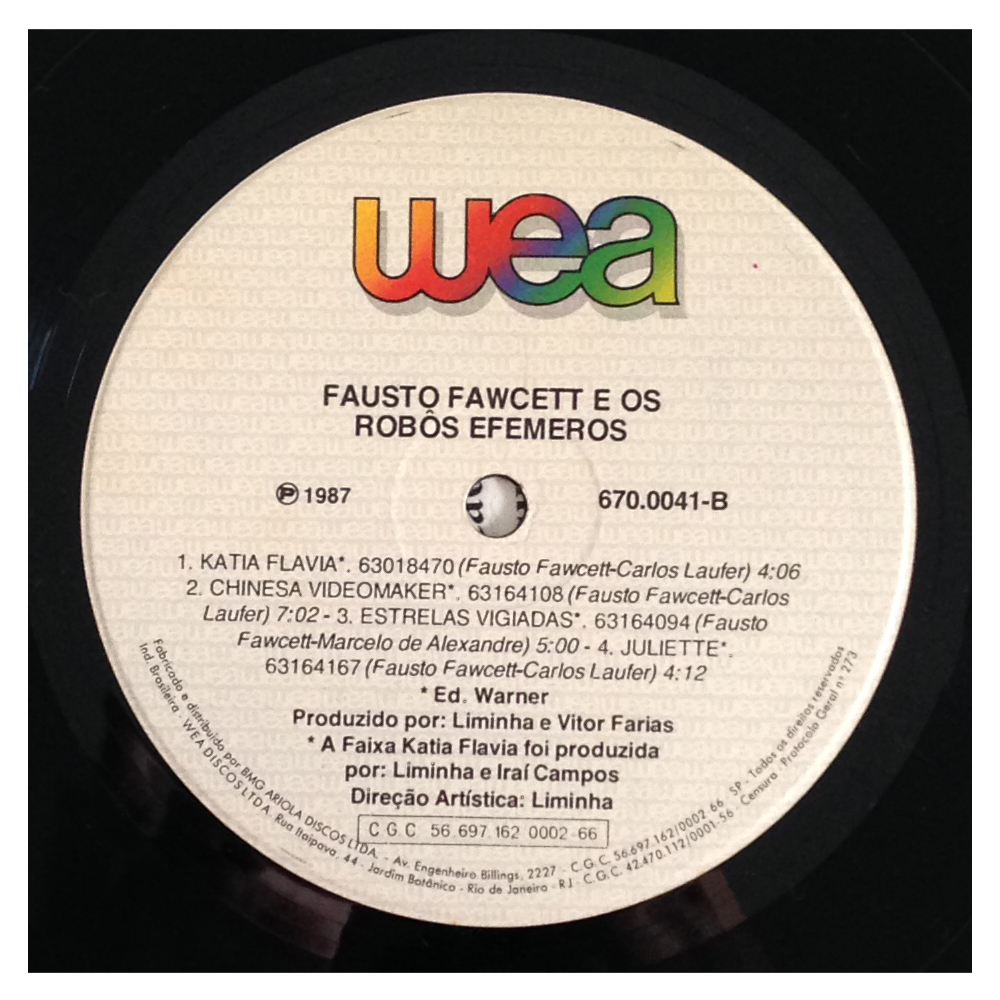 wea
FAUSTO FAWCETT E OS
ROBÔS EFEMEROS
℗ 1987
670.0041-B
1. KATIA FLAVIA*. 63018470 (Fausto Fawcett-Carlos Laufer) 4:06
2. CHINESA VIDEOMAKER*. 63164108 (Fausto Fawcett-Carlos
Laufer) 7:02 - 3. ESTRELAS VIGIADAS*. 63164094 (Fausto
Fawcett-Marcelo de Alexandre) 5:00 - 4. JULIETTE*.
63164167 (Fausto Fawcett-Carlos Laufer) 4:12
* Ed. Warner
Produzido por: Liminha e Vitor Farias
* A Faixa Katia Flavia foi produzida
por: Liminha e Iraí Campos
Direção Artística: Liminha
C G C 56.697.162 0002-66
Fabricado e distribuido por BMG ARIOLA DISCOS LTDA. - Av. Engenheiro Billings, 2227 - C.G.C. 56.697.162/0002-66 SP - Todos os direitos reservados
Ind. Brasileira - WEA DISCOS LTDA. Rua Itaipava, 44 - Jardim Botânico - Rio de Janeiro - RJ - C.G.C. 42.470.112/0001-56 - Censura - Protocolo Geral nº 273